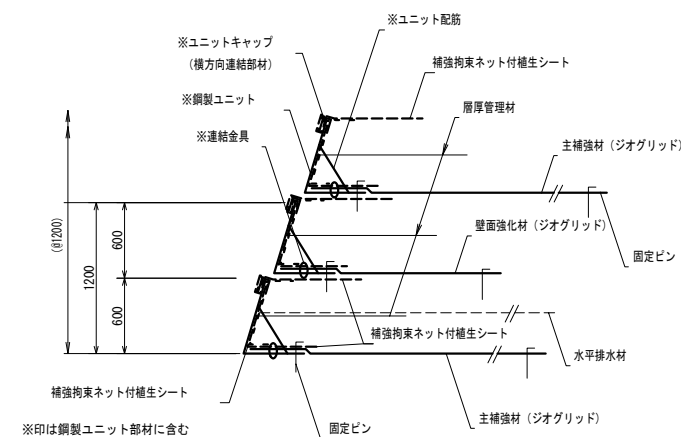 ※ユニット配筋
※ユニットキャップ
（横方向連結部材）
補強拘束ネット付植生シート
※鋼製ユニット
層厚管理材
※連結金具
主補強材（ジオグリッド）
(@1200)
1200
600
600
壁面強化材（ジオグリッド）
固定ピン
補強拘束ネット付植生シート
水平排水材
補強拘束ネット付植生シート
主補強材（ジオグリッド）
※印は鋼製ユニット部材に含む
固定ピン